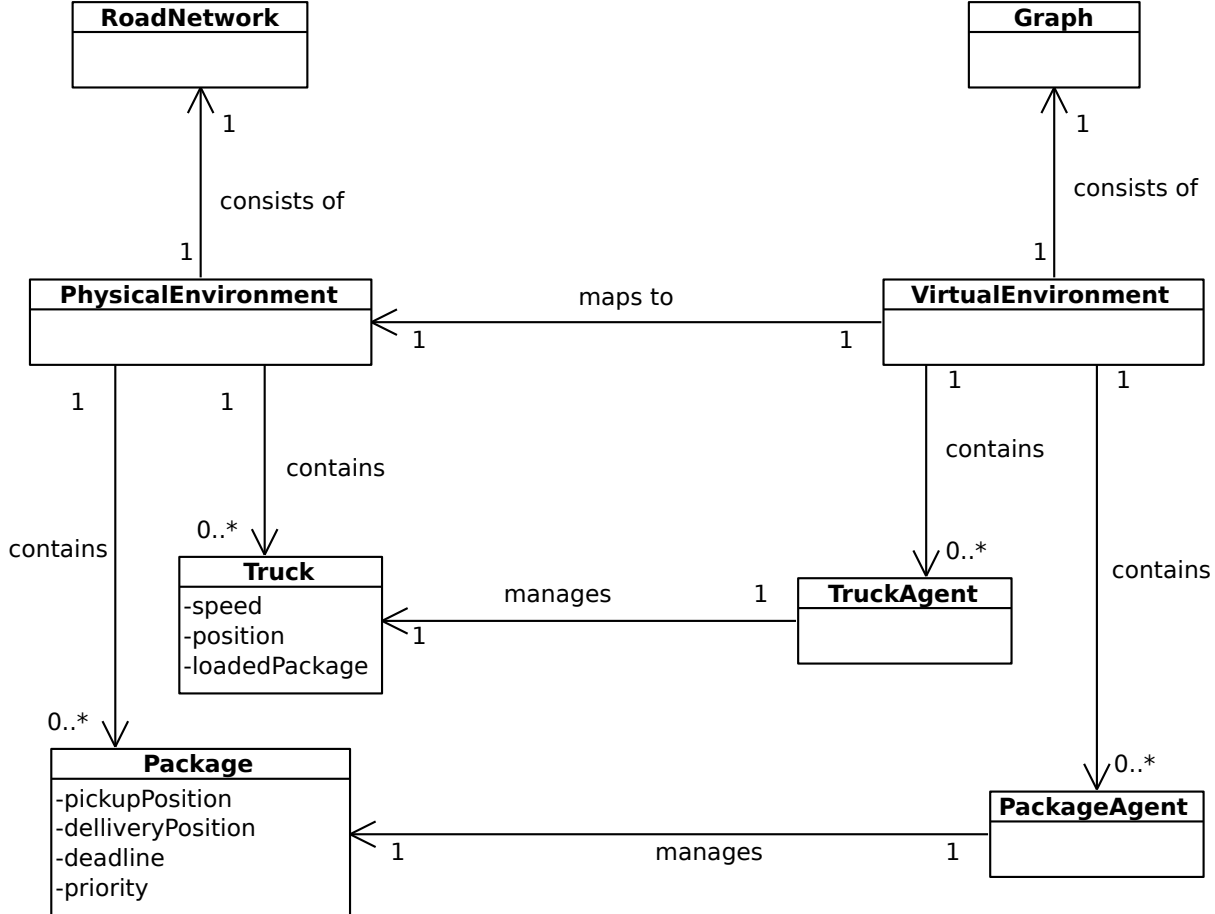 RoadNetwork
Graph
1
1
consists of
consists of
1
1
PhysicalEnvironment
VirtualEnvironment
maps to
1
1
1
1
1
1
contains
contains
0..*
0..*
contains
contains
Truck
-speed
-position
-loadedPackage
manages
1
1
TruckAgent
0..*
0..*
Package
-pickupPosition
-delliveryPosition
-deadline
-priority
1
manages
1
PackageAgent